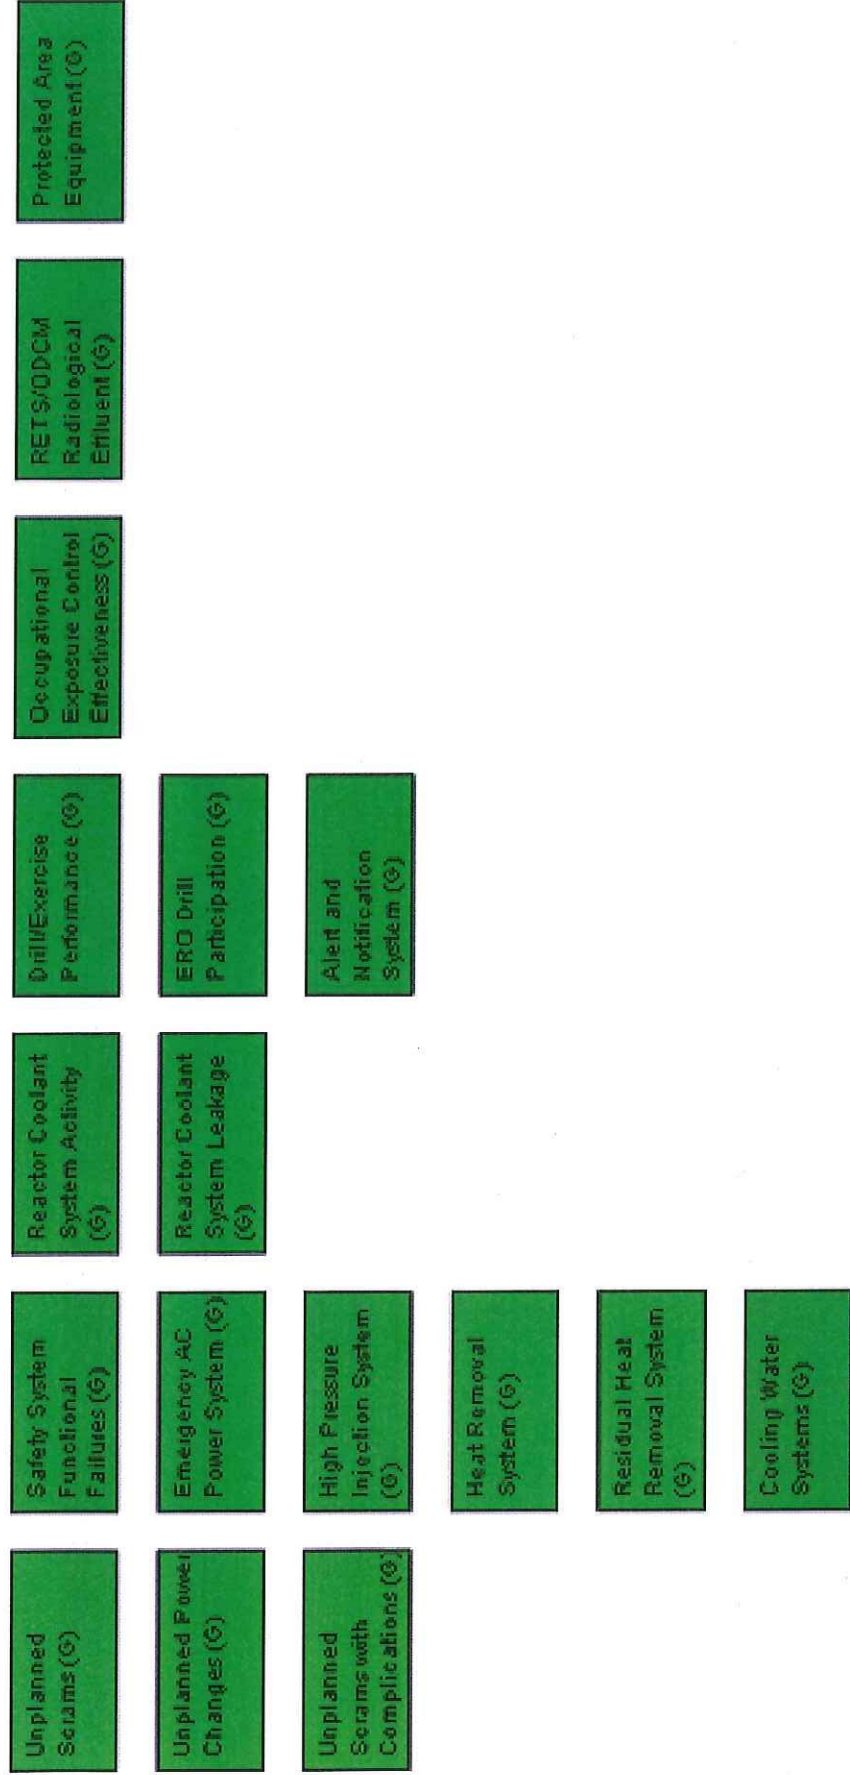 Unplanned
Scrams (G)
Unplanned Power
Changes (G)
Unplanned
Scrams with
Complications (G)
Safety System
Functional
Failures (G)
Emergency AC
Power System (G)
High Pressure
Injection System
(G)
Heat Removal
System (G)
Residual Heat
Removal System
(G)
Cooling Water
Systems (G)
Reactor Coolant
System Activity
(G)
Reactor Coolant
System Leakage
(G)
Drill/Exercise
Performance (G)
ERO Drill
Participation (G)
Alert and
Notification
System (G)
Occupational
Exposure Control
Effectiveness (G)
RETS/ODCM
Radiological
Effluent (G)
Protected Area
Equipment (G)